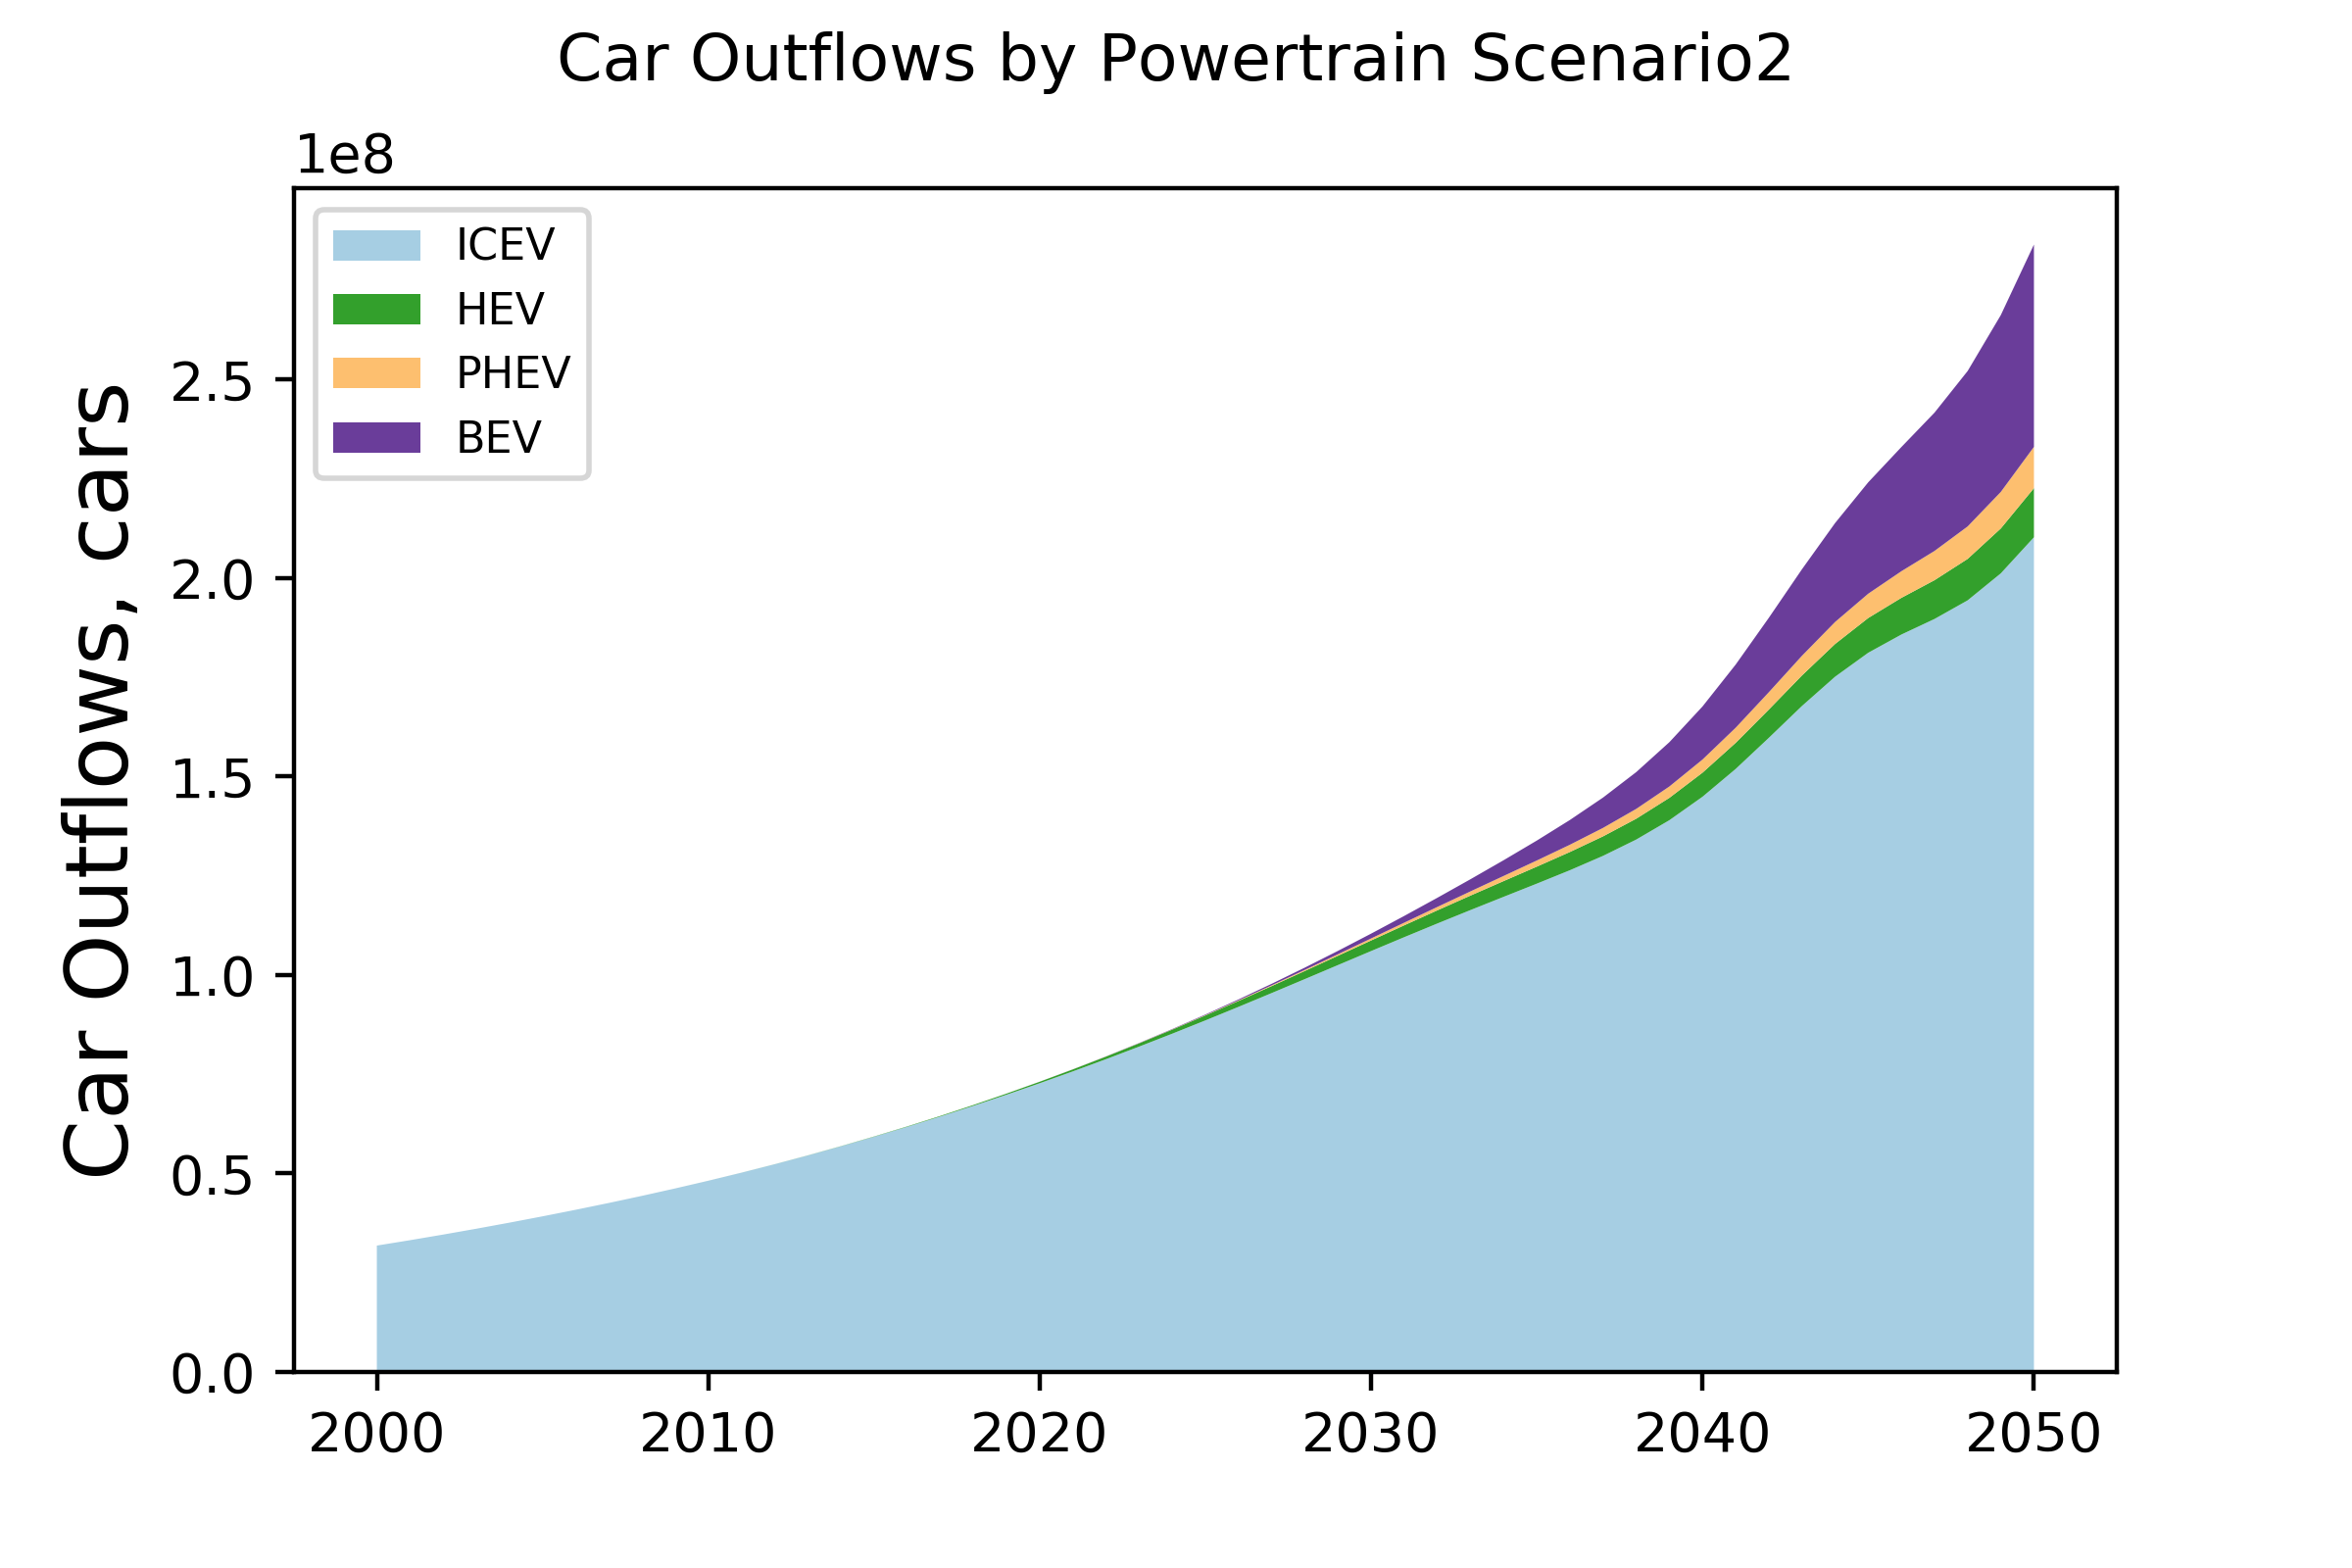 Car Outflows by Powertrain Scenario2
1e8
ICEV
HEV
PHEV
BEV
Car Outflows, cars
2.5
2.0
1.5
1.0
0.5
0.0
2000 2010 2020 2030 2040 2050